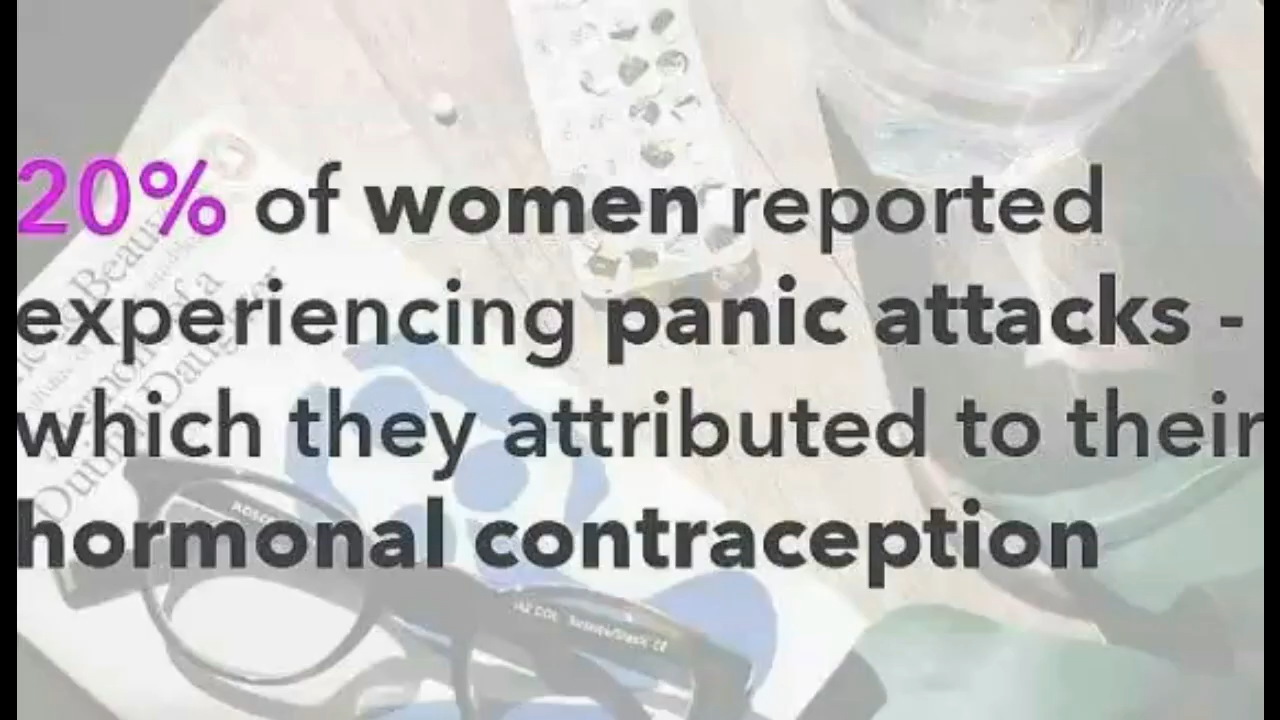 20% of women reported
experiencing panic attacks -
which they attributed to their
hormonal contraception